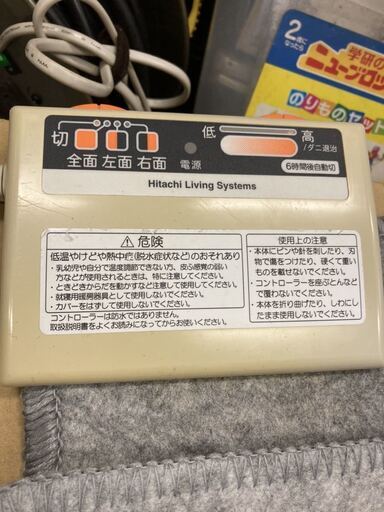 2歳に
なったら
学研の
ニューブロック
のりものセット
切
全面 左面 右面
電源
低 高
/ダニ退治
6時間後自動切
Hitachi Living Systems
⚠危険
低温やけどや熱中症(脱水症状など)のおそれあり
・乳幼児や自分で温度調節できない方、皮ふ感覚の弱い
方などが使用されるときは、特に注意してください。
・ときどきからだを動かすなど注意して使用してください。
・就寝用暖房器具として使用しないでください。
・カバーをはずして使用しないでください。
コントローラーは防水ではありません。
取扱説明書をよくお読みになってからお使いください。
使用上の注意
・本体にピンや針を刺したり、刃
物で傷をつけたり、硬くて重い
ものを載せないでください。
・コントローラーを座ぶとんなど
で覆わないでください。
・本体を折り曲げたり、しわにし
たまま使用しないでください。